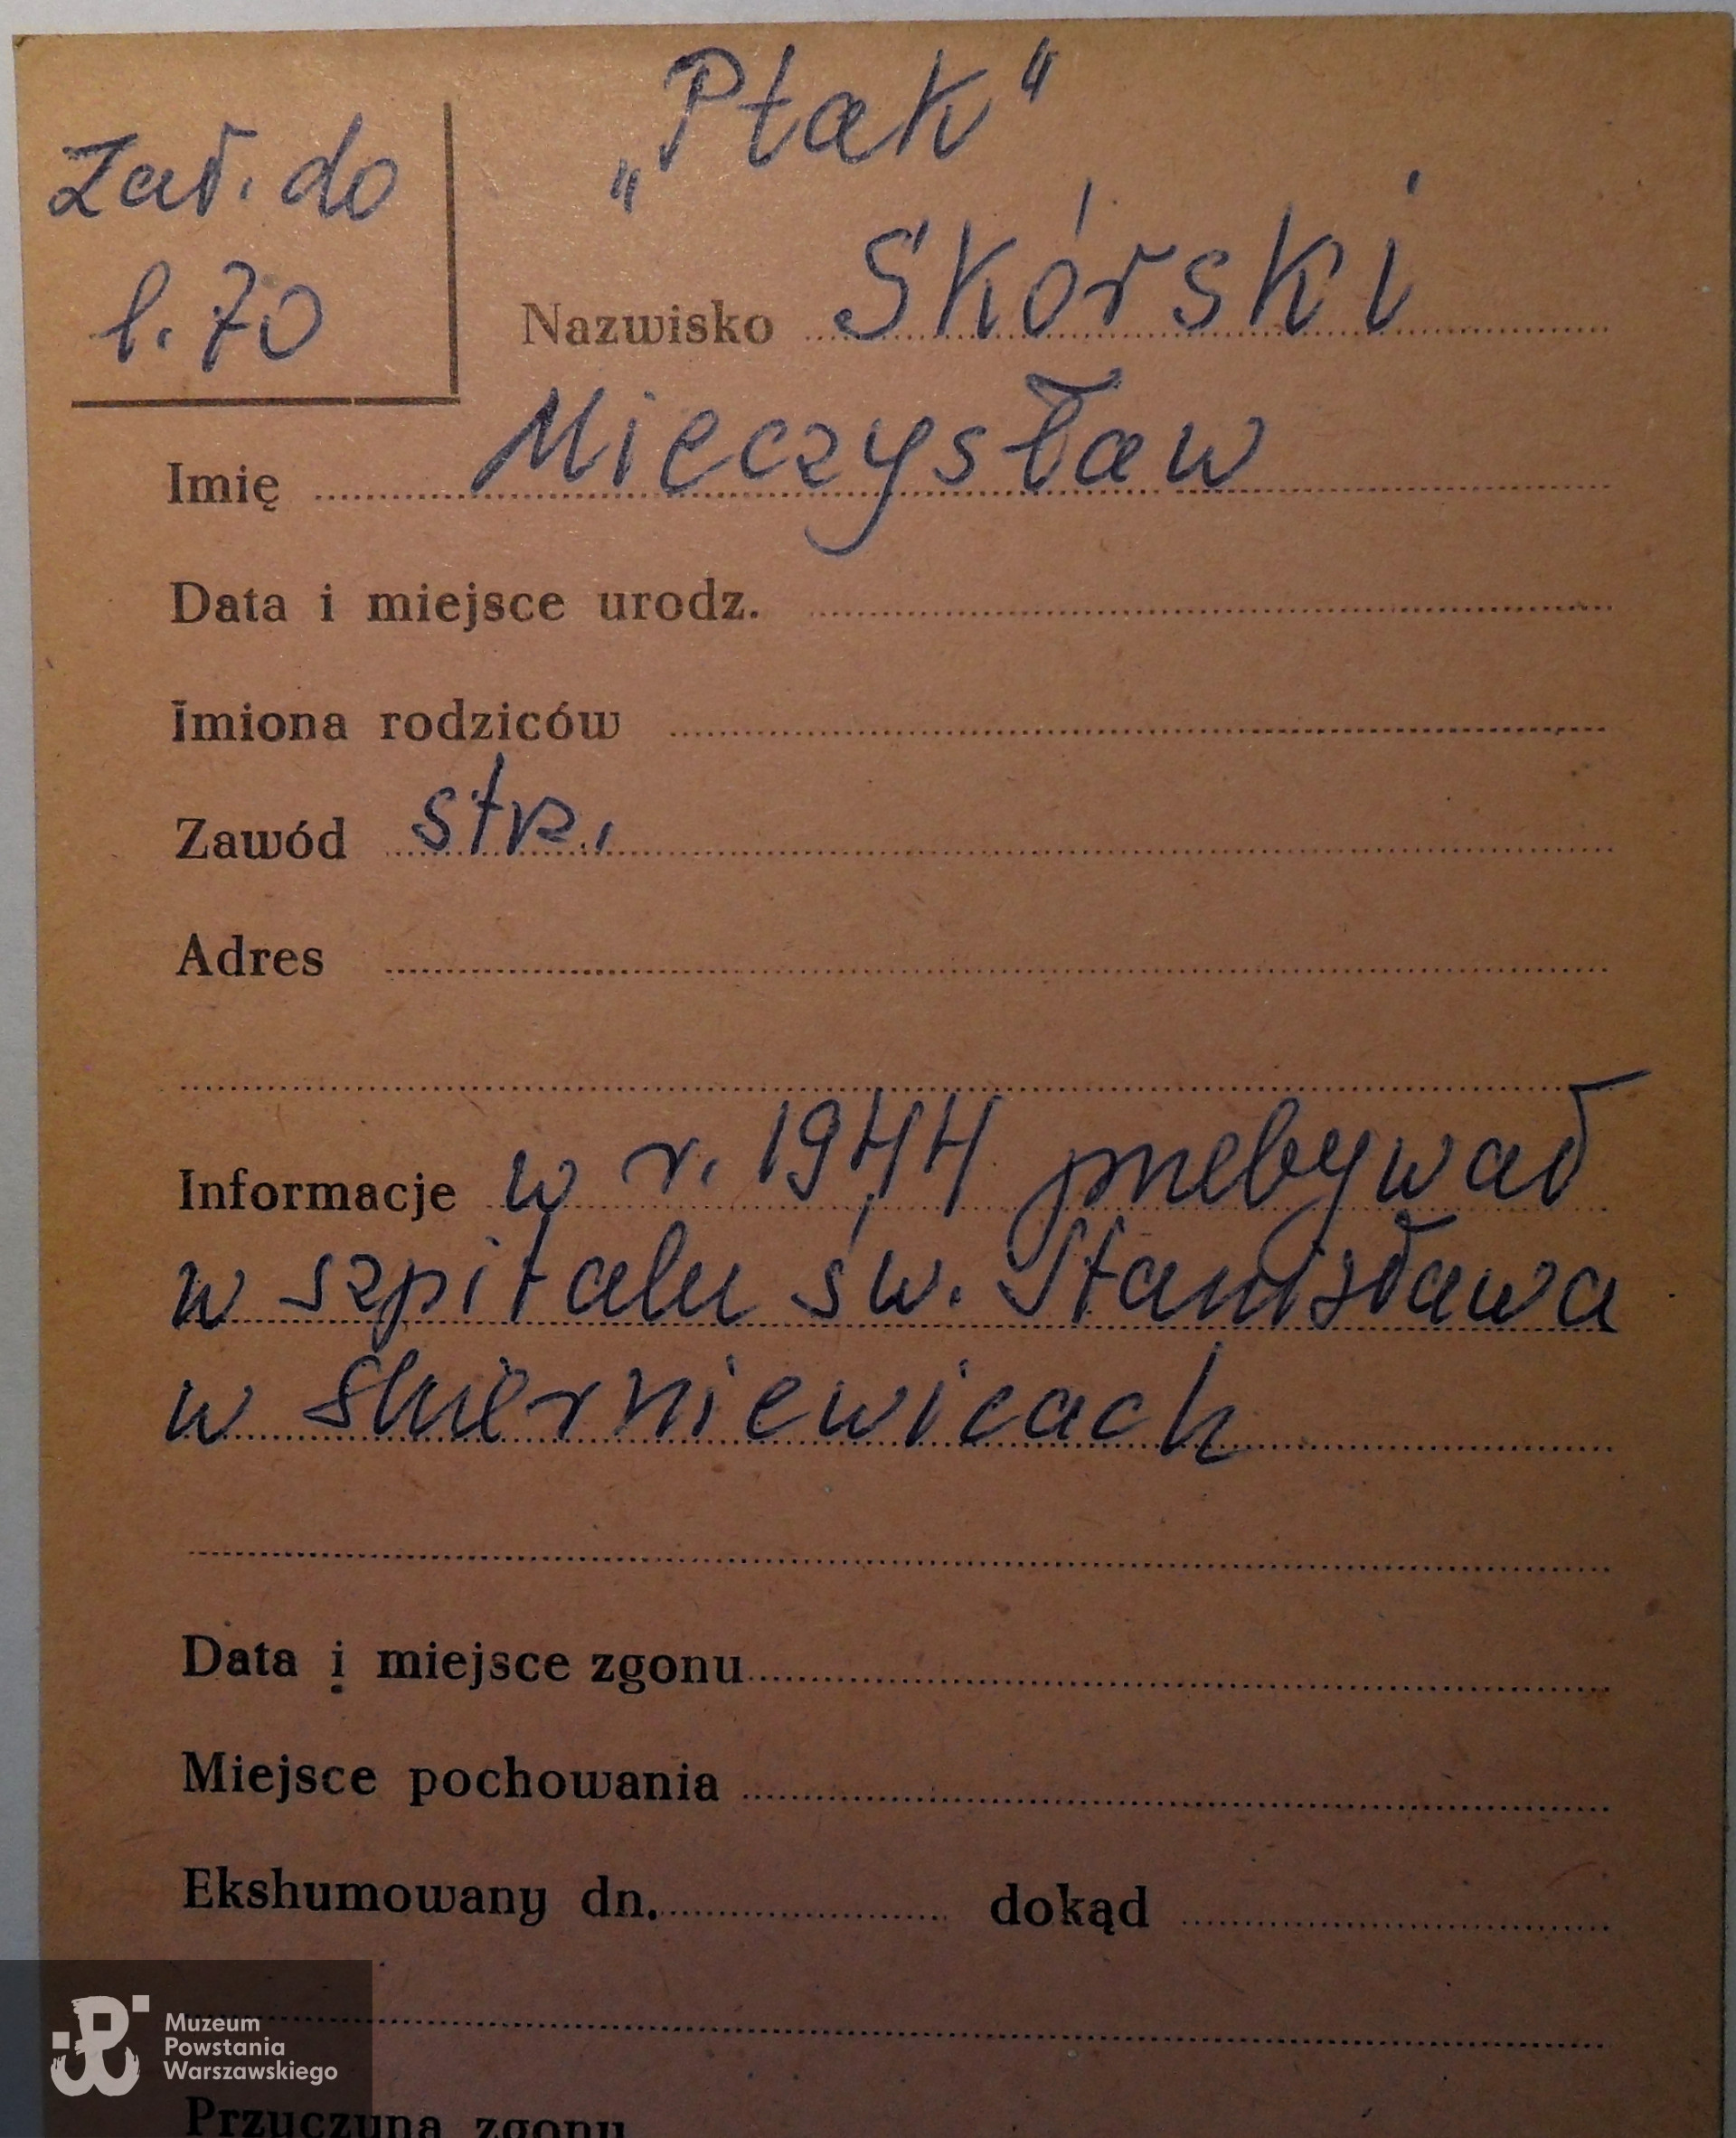 „Ptak"
Zał. do
l. 70
Nazwisko Skórski
Imię Mieczysław
Data i miejsce urodz.
Imiona rodziców
Zawód stp.
Adres
Informacje w r. 1944 przebywał
w szpitalu św. Stanisława
w Skierniewicach
Data i miejsce zgonu
Miejsce pochowania
Ekshumowany dn. dokąd
Przyczyna zgonu
Muzeum
Powstania
Warszawskiego